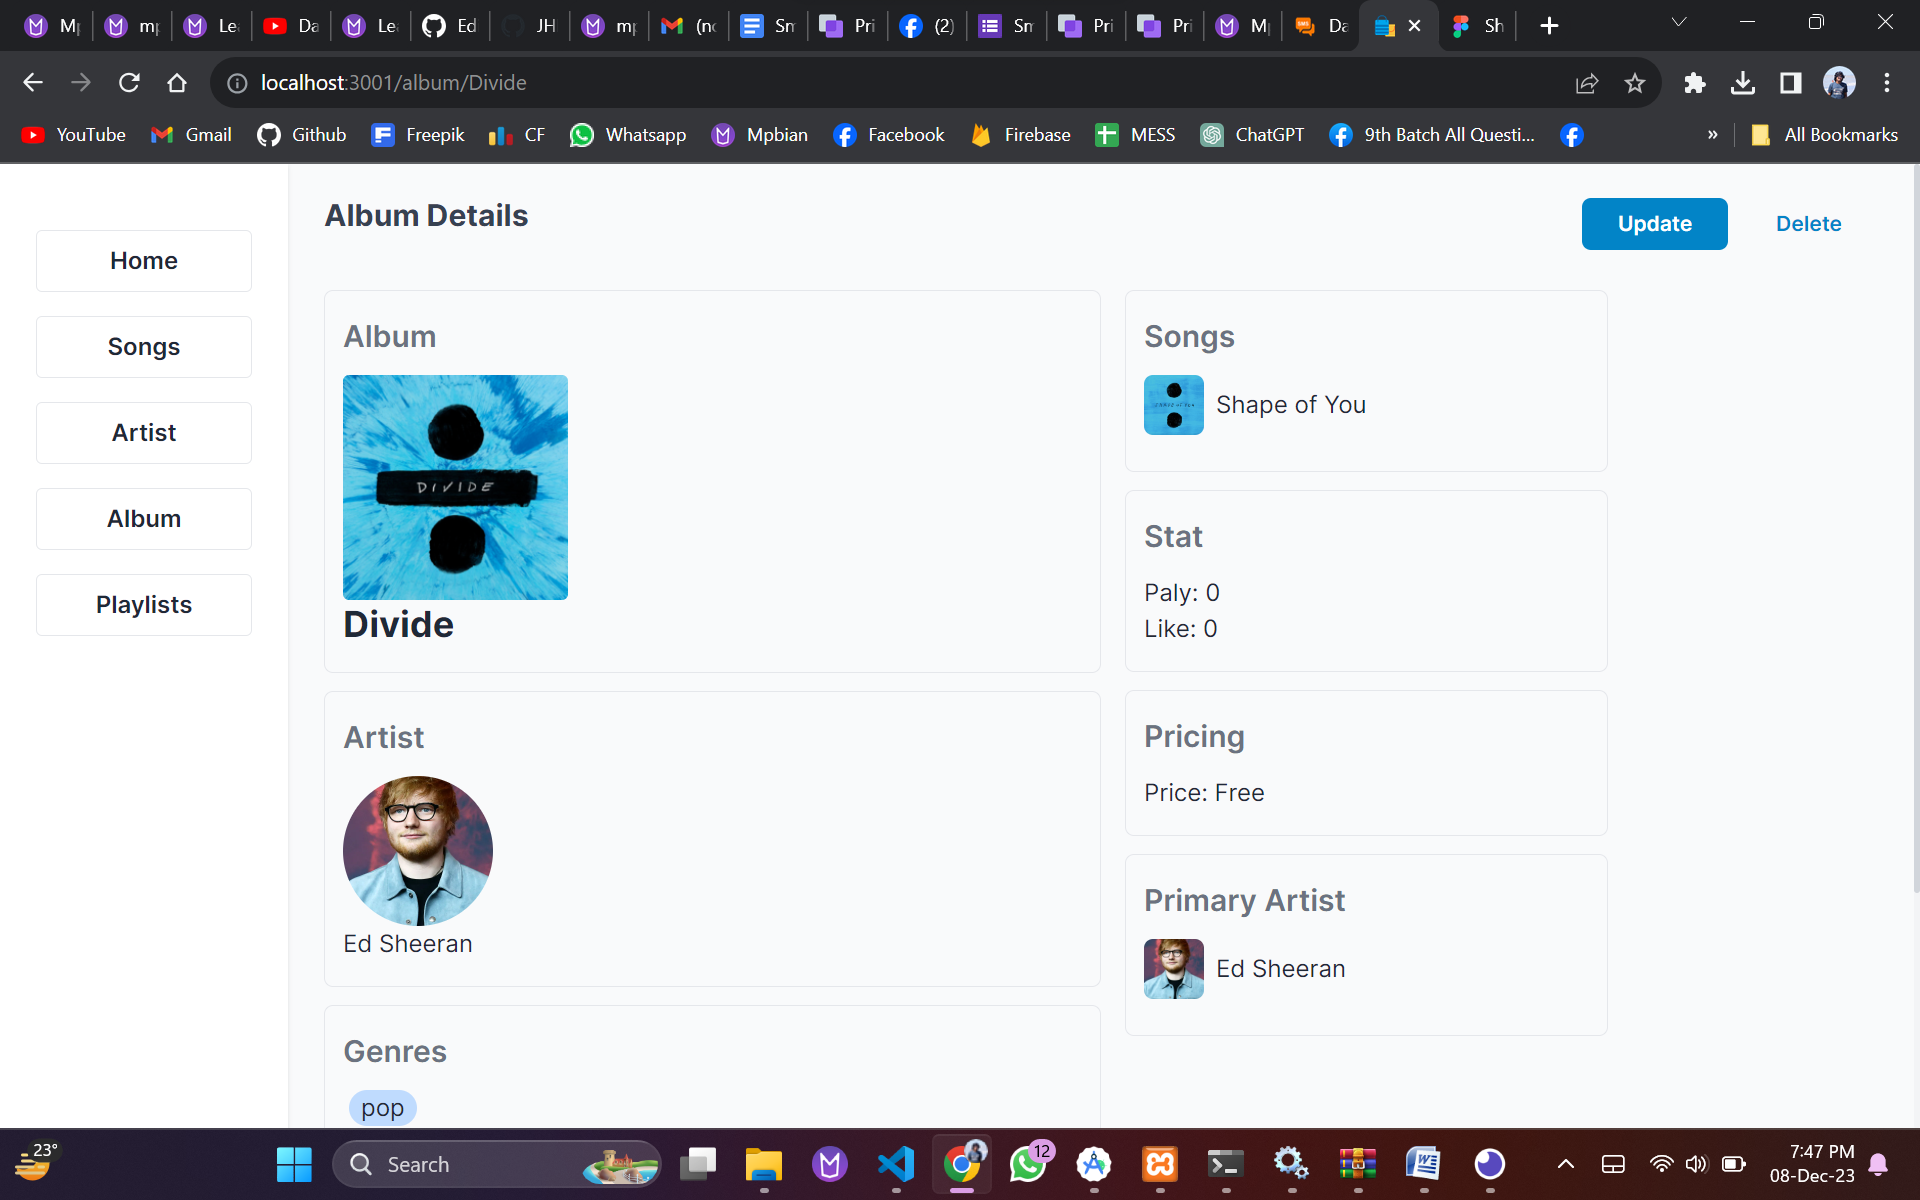 mp
Le
Da
Le
Ed
JH
(2)
Pri
Pri
Pri
Da
Sh
localhost:3001/album/Divide
YouTube
Gmail
Github
Freepik
CF
Whatsapp
Mpbian
Facebook
Firebase
MESS
ChatGPT
9th Batch All Questi...
»
All Bookmarks
Home
Songs
Artist
Album
Playlists
Album Details
Update
Delete
Album
DIVIDE
Divide
Artist
Ed Sheeran
Genres
pop
Songs
Shape of You
Stat
Paly: 0
Like: 0
Pricing
Price: Free
Primary Artist
Ed Sheeran
23°
Search
12
7:47 PM
08-Dec-23